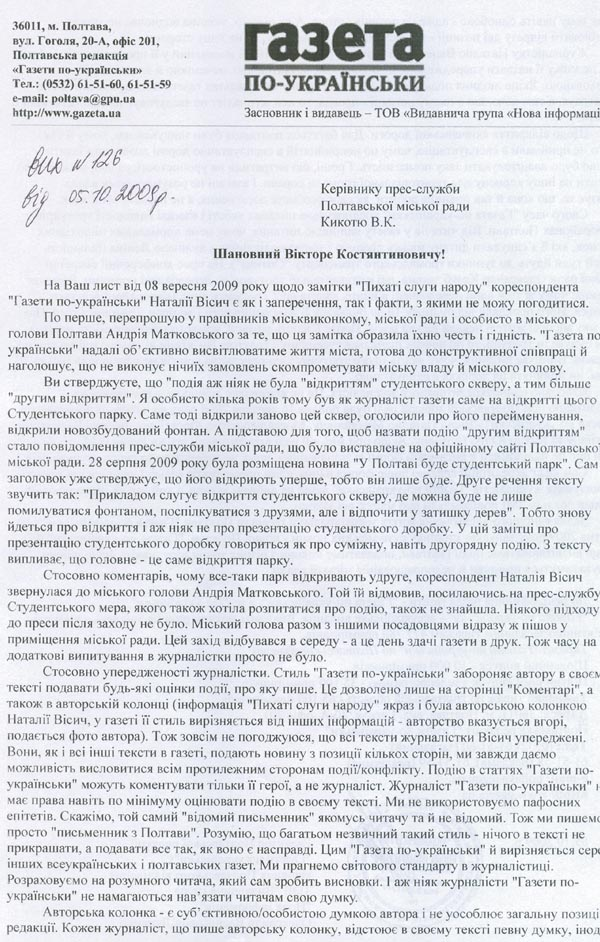 36011, м. Полтава,
вул. Гоголя, 20-А, офіс 201,
Полтавська редакція
«Газети по-українськи»
Тел.: (0532) 61-51-60, 61-51-59
e-mail: poltava@gpu.ua
http://www.gazeta.ua
газета
ПО-УКРАЇНСЬКИ
Засновник і видавець – ТОВ «Видавнича група «Нова інформаці
вих № 126
від 05.10.2009р.
Керівнику прес-служби
Полтавської міської ради
Кикотю В.К.
Шановний Вікторе Костянтиновичу!
На Ваш лист від 08 вересня 2009 року щодо замітки "Пихаті слуги народу" кореспондента
"Газети по-українськи" Наталії Вісич є як і заперечення, так і факти, з якими не можу погодитися.
По перше, перепрошую у працівників міськвиконкому, міської ради і особисто в міського
голови Полтави Андрія Матковського за те, що ця замітка образила їхню честь і гідність. "Газета по
українськи" надалі об’єктивно висвітлюватиме життя міста, готова до конструктивної співпраці й
наголошує, що не виконує нічиїх замовлень скомпрометувати міську владу й міського голову.
Ви стверджуєте, що "подія аж ніяк не була "відкриттям" студентського скверу, а тим більше
"другим відкриттям". Я особисто кілька років тому був як журналіст газети саме на відкритті цього
Студентського парку. Саме тоді відкрили заново цей сквер, оголосили про його перейменування,
відкрили новозбудований фонтан. А підставою для того, щоб назвати подію "другим відкриттям"
стало повідомлення прес-служби міської ради, що було виставлене на офіційному сайті Полтавської
міської ради. 28 серпня 2009 року була розміщена новина "У Полтаві буде студентський парк". Сам
заголовок уже стверджує, що його відкриють уперше, тобто він лише буде. Друге речення тексту
звучить так: "Прикладом слугує відкриття студентського скверу, де можна буде не лише
помилуватися фонтаном, поспілкуватися з друзями, але і відпочити у затишку дерев". Тобто знову
йдеться про відкриття і аж ніяк не про презентацію студентського доробку. У цій замітці про
презентацію студентського доробку говориться як про суміжну, навіть другорядну подію. З тексту
випливає, що головне - це саме відкриття парку.
Стосовно коментарів, чому все-таки парк відкривають удруге, кореспондент Наталія Вісич
звернулася до міського голови Андрія Матковського. Той їй відмовив, посилаючись на прес-службу
Студентського мера, якого також хотіла розпитатися про подію, також не знайшла. Ніякого підходу
до преси після заходу не було. Міський голова разом з іншими посадовцями відразу ж пішов у
приміщення міської ради. Цей захід відбувався в середу - а це день здачі газети в друк. Тож часу на
додаткові випитування в журналістки просто не було.
Стосовно упередженості журналістки. Стиль "Газети по-українськи" забороняє автору в своєм
тексті подавати будь-які оцінки події, про яку пише. Це дозволено лише на сторінці "Коментарі", а
також в авторській колонці (інформація "Пихаті слуги народу" якраз і була авторською колонкою
Наталії Вісич, у газеті її стиль вирізняється від інших інформацій - авторство вказується вгорі,
подається фото автора). Тож зовсім не погоджуюся, що всі тексти журналістки Вісич упереджені.
Вони, як і всі інші тексти в газеті, подають новину з позиції кількох сторін, ми завжди даємо
можливість висловитися всім протилежним сторонам події/конфлікту. Подію в статтях "Газети по-
українськи" можуть коментувати тільки її герої, а не журналіст. Журналіст "Газети по-українськи" н
має права навіть по мінімуму оцінювати подію в своєму тексті. Ми не використовуємо пафосних
епітетів. Скажімо, той самий "відомий письменник" якомусь читачу та й не відомий. Тож ми пишемо
просто "письменник з Полтави". Розумію, що багатьом незвичний такий стиль - нічого в тексті не
прикрашати, а подавати все так, як воно є насправді. Цим "Газета по-українськи" й вирізняється сере
інших всеукраїнських і полтавських газет. Ми прагнемо світового стандарту в журналістиці.
Розраховуємо на розумного читача, який сам зробить висновки. І аж ніяк журналісти "Газети по-
українськи" не намагаються нав’язати читачам свою думку.
Авторська колонка - є суб’єктивною/особистою думкою автора і не уособлює загальну позиці
редакції. Кожен журналіст, що пише авторську колонку, відстоює в своєму тексті певну думку, інод